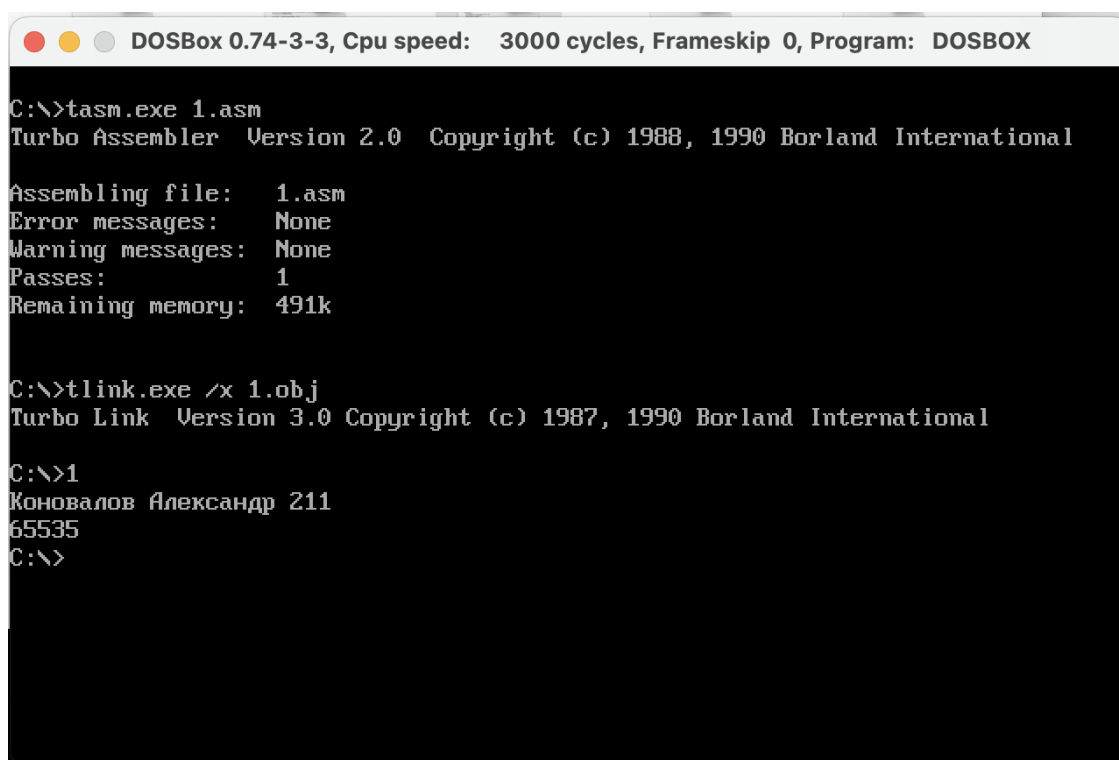 DOSBox 0.74-3-3, Cpu speed: 3000 cycles, Frameskip 0, Program: DOSBOX
C:\>tasm.exe 1.asm
Turbo Assembler Version 2.0 Copyright (c) 1988, 1990 Borland International
Assembling file: 1.asm
Error messages: None
Warning messages: None
Passes: 1
Remaining memory: 491k
C:\>tlink.exe /x 1.obj
Turbo Link Version 3.0 Copyright (c) 1987, 1990 Borland International
C:\>1
Коновалов Александр 211
65535
C:\>